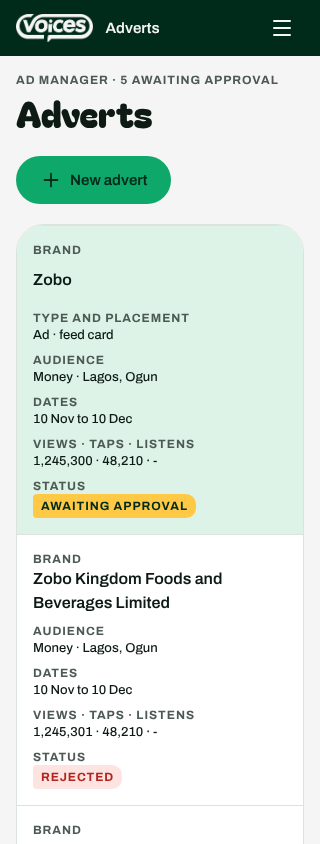 Voices
Adverts
AD MANAGER · 5 AWAITING APPROVAL
Adverts
New advert
BRAND
Zobo
TYPE AND PLACEMENT
Ad · feed card
AUDIENCE
Money · Lagos, Ogun
DATES
10 Nov to 10 Dec
VIEWS · TAPS · LISTENS
1,245,300 · 48,210 · -
STATUS
AWAITING APPROVAL
BRAND
Zobo Kingdom Foods and
Beverages Limited
AUDIENCE
Money · Lagos, Ogun
DATES
10 Nov to 10 Dec
VIEWS · TAPS · LISTENS
1,245,301 · 48,210 · -
STATUS
REJECTED
BRAND